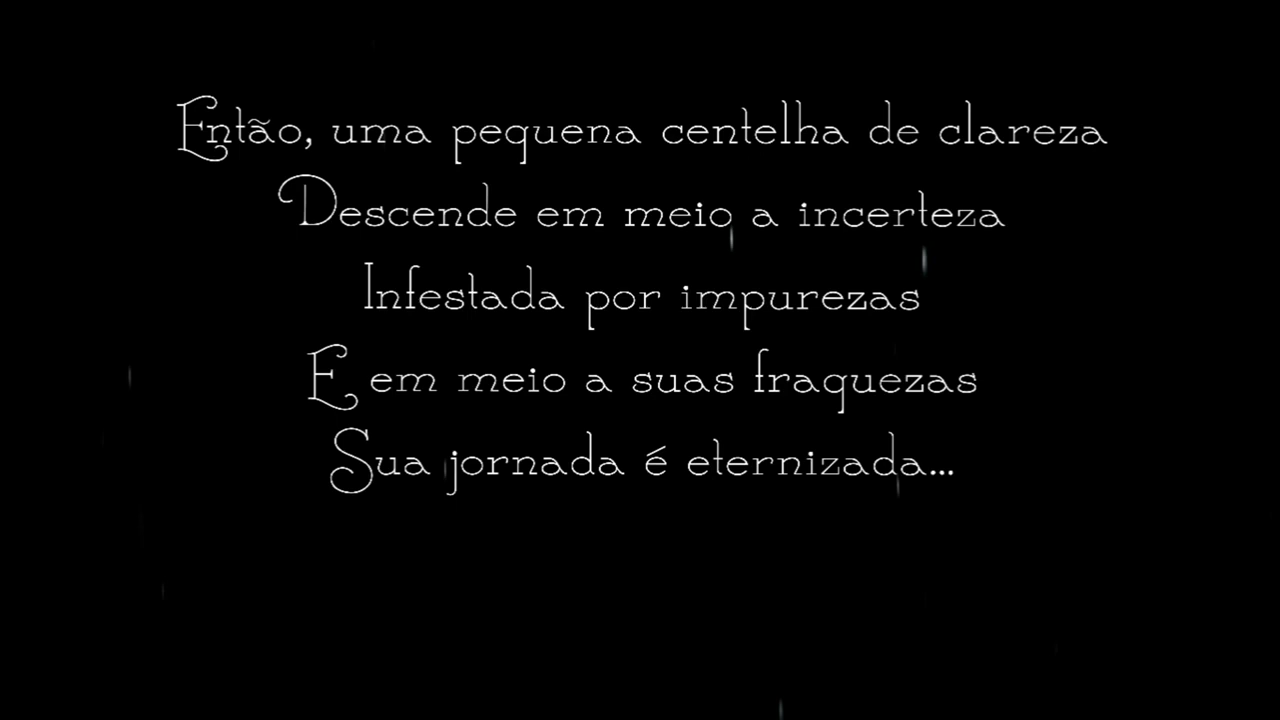 Então, uma pequena centelha de clareza
Descende em meio a incerteza
Infestada por impurezas
E em meio a suas fraquezas
Sua jornada é eternizada...